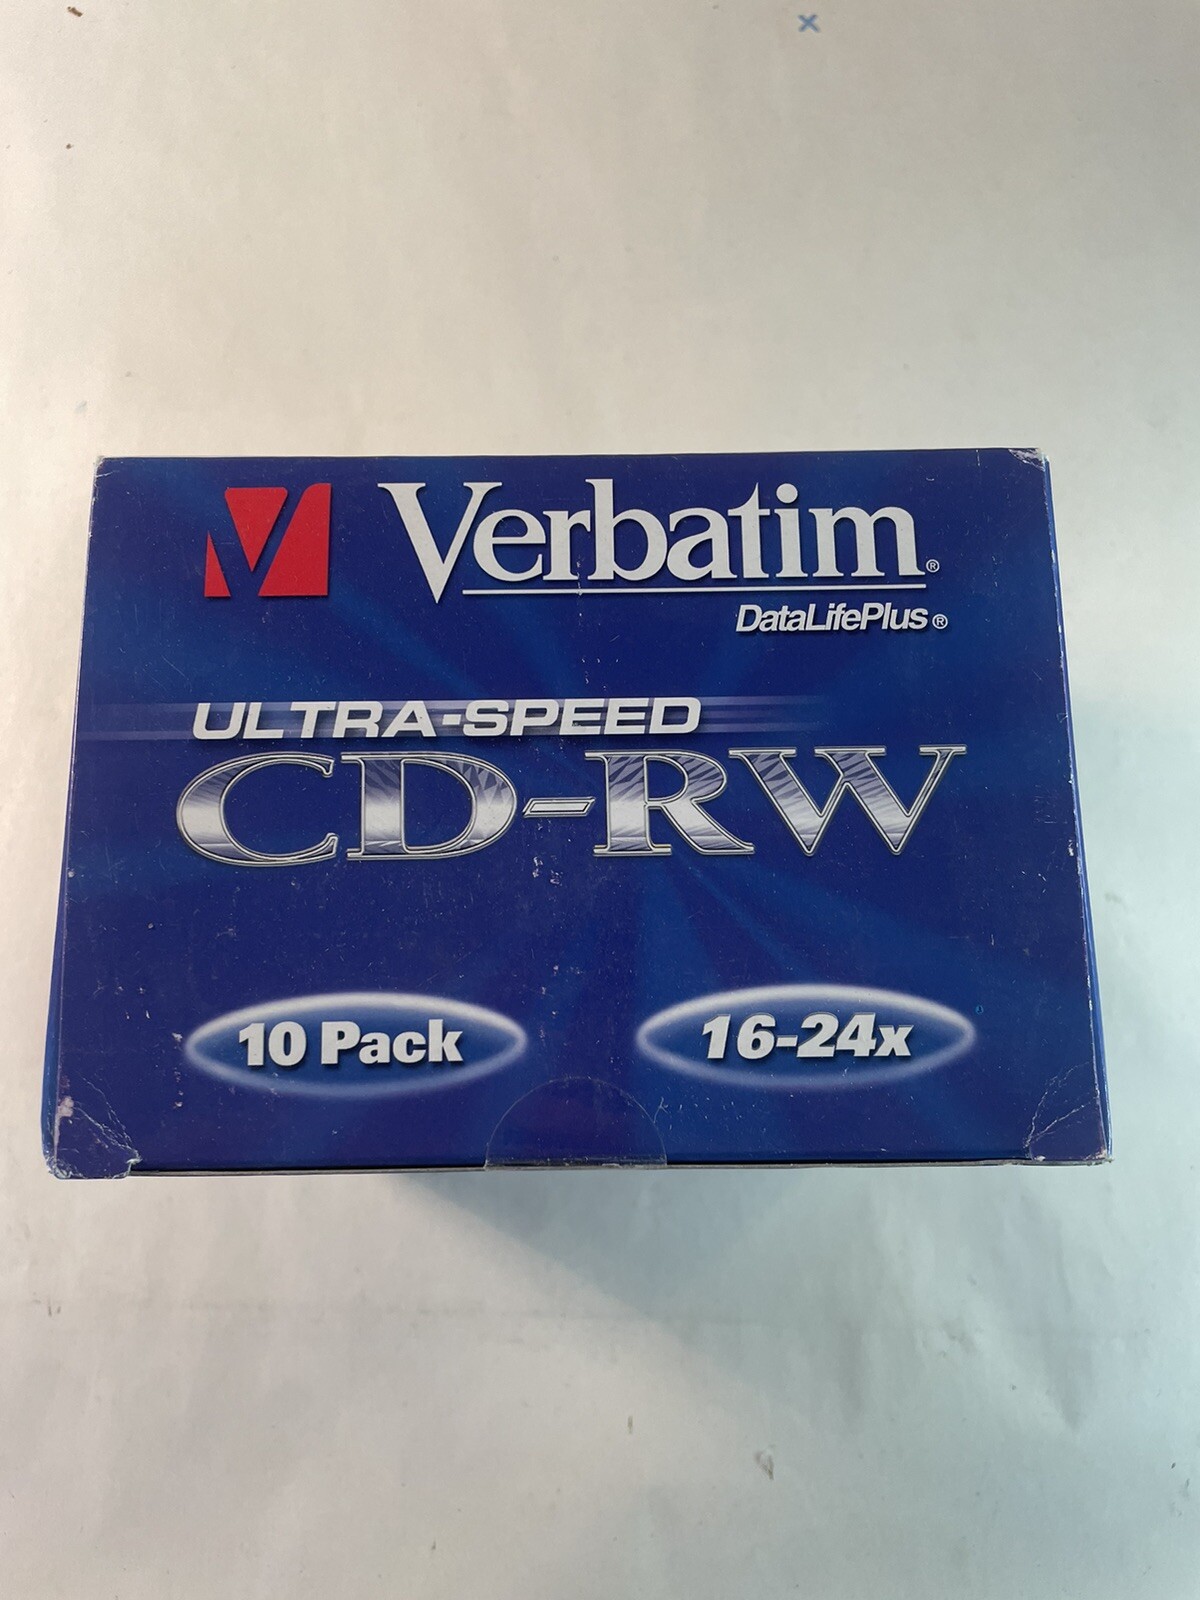 Verbatim®
DataLifePlus®
ULTRA-SPEED
CD-RW
10 Pack
16-24x